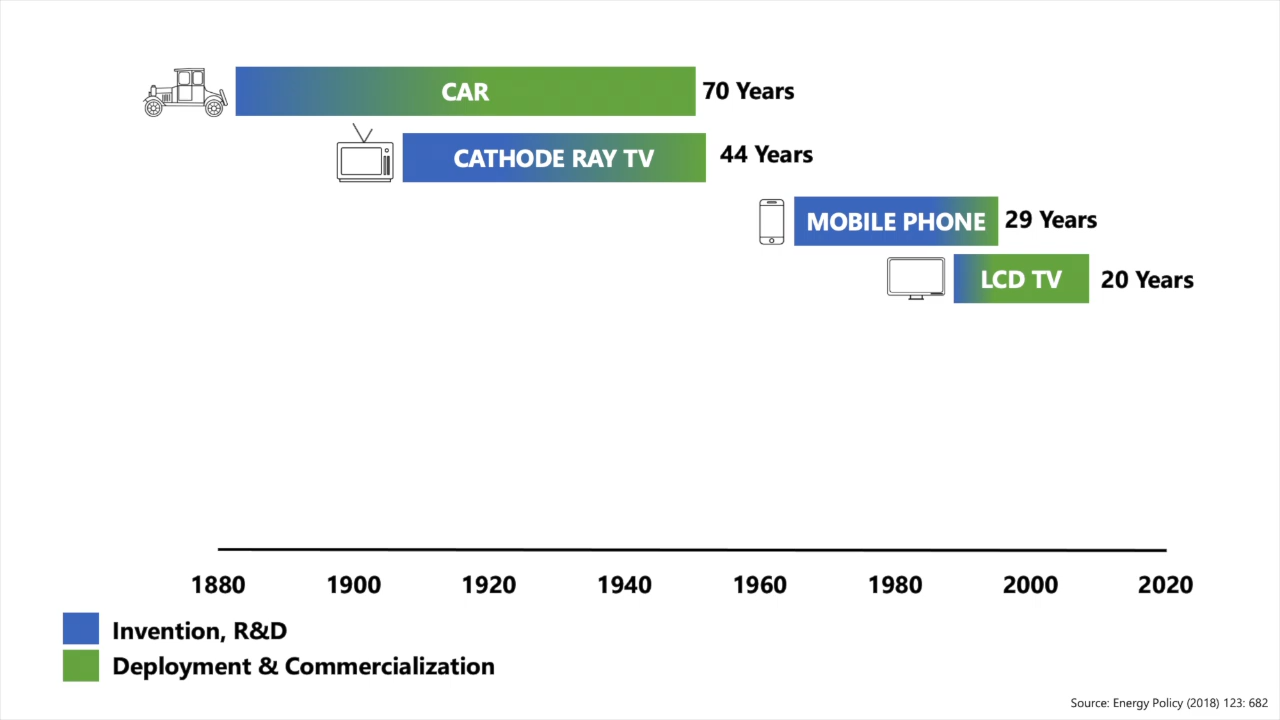 CAR
70 Years
CATHODE RAY TV
44 Years
MOBILE PHONE
29 Years
LCD TV
20 Years
1880 1900 1920 1940 1960 1980 2000 2020
Invention, R&D
Deployment & Commercialization
Source: Energy Policy (2018) 123: 682